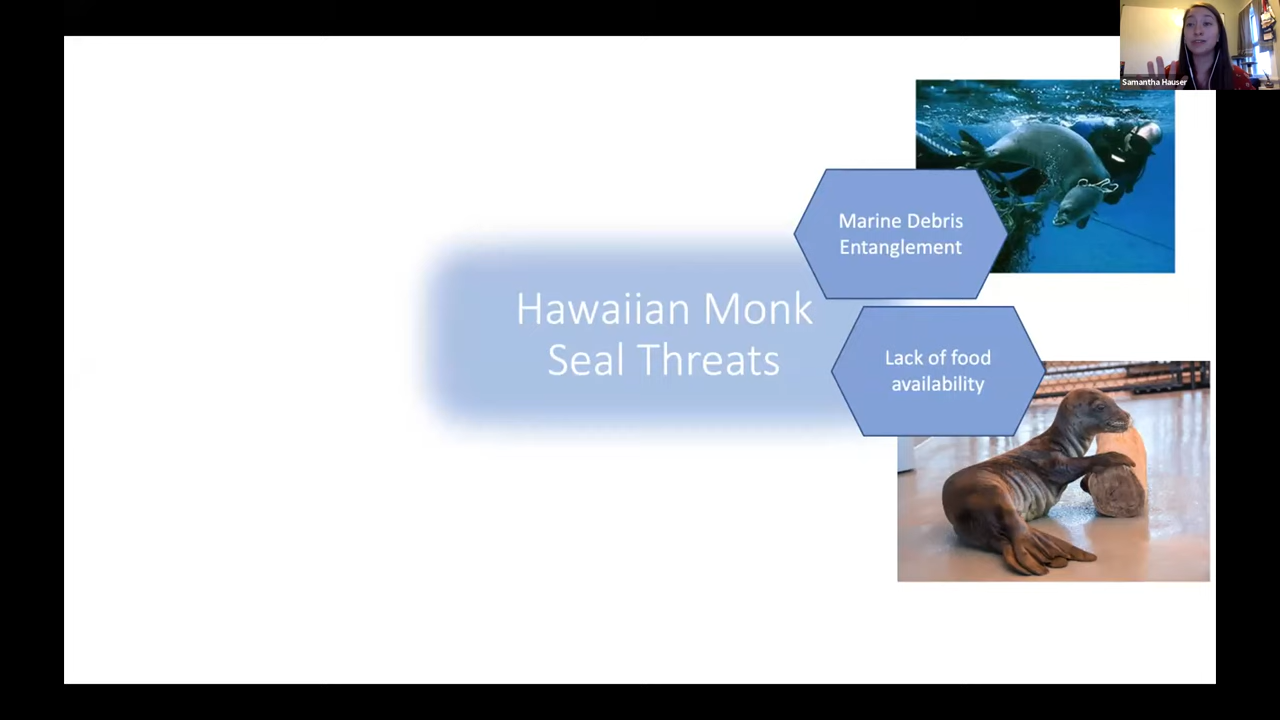 Samantha Hauser
Marine Debris
Entanglement
Hawaiian Monk
Seal Threats
Lack of food
availability